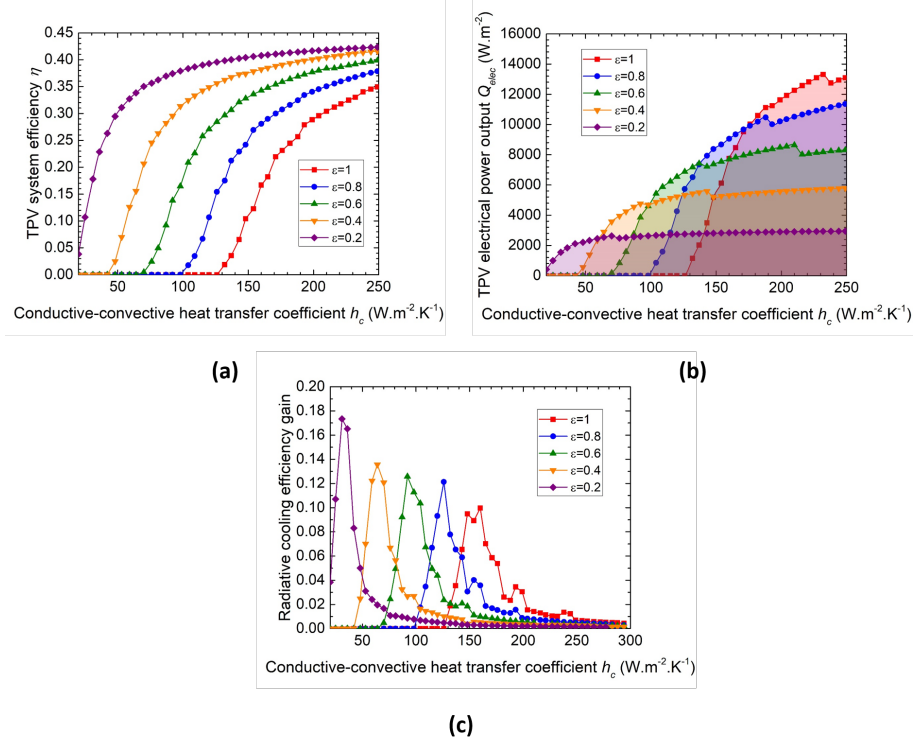 0.45
0.40
0.35
0.30
0.25
0.20
0.15
0.10
0.05
0.00
TPV system efficiency η
ε=1
ε=0.8
ε=0.6
ε=0.4
ε=0.2
50 100 150 200 250
Conductive-convective heat transfer coefficient h_c (W.m⁻².K⁻¹)
(a)
16000
14000
12000
10000
8000
6000
4000
2000
0
TPV electrical power output Q_elec (W.m⁻²)
ε=1
ε=0.8
ε=0.6
ε=0.4
ε=0.2
50 100 150 200 250
Conductive-convective heat transfer coefficient h_c (W.m⁻².K⁻¹)
(b)
0.20
0.18
0.16
0.14
0.12
0.10
0.08
0.06
0.04
0.02
0.00
Radiative cooling efficiency gain
ε=1
ε=0.8
ε=0.6
ε=0.4
ε=0.2
50 100 150 200 250 300
Conductive-convective heat transfer coefficient h_c (W.m⁻².K⁻¹)
(c)